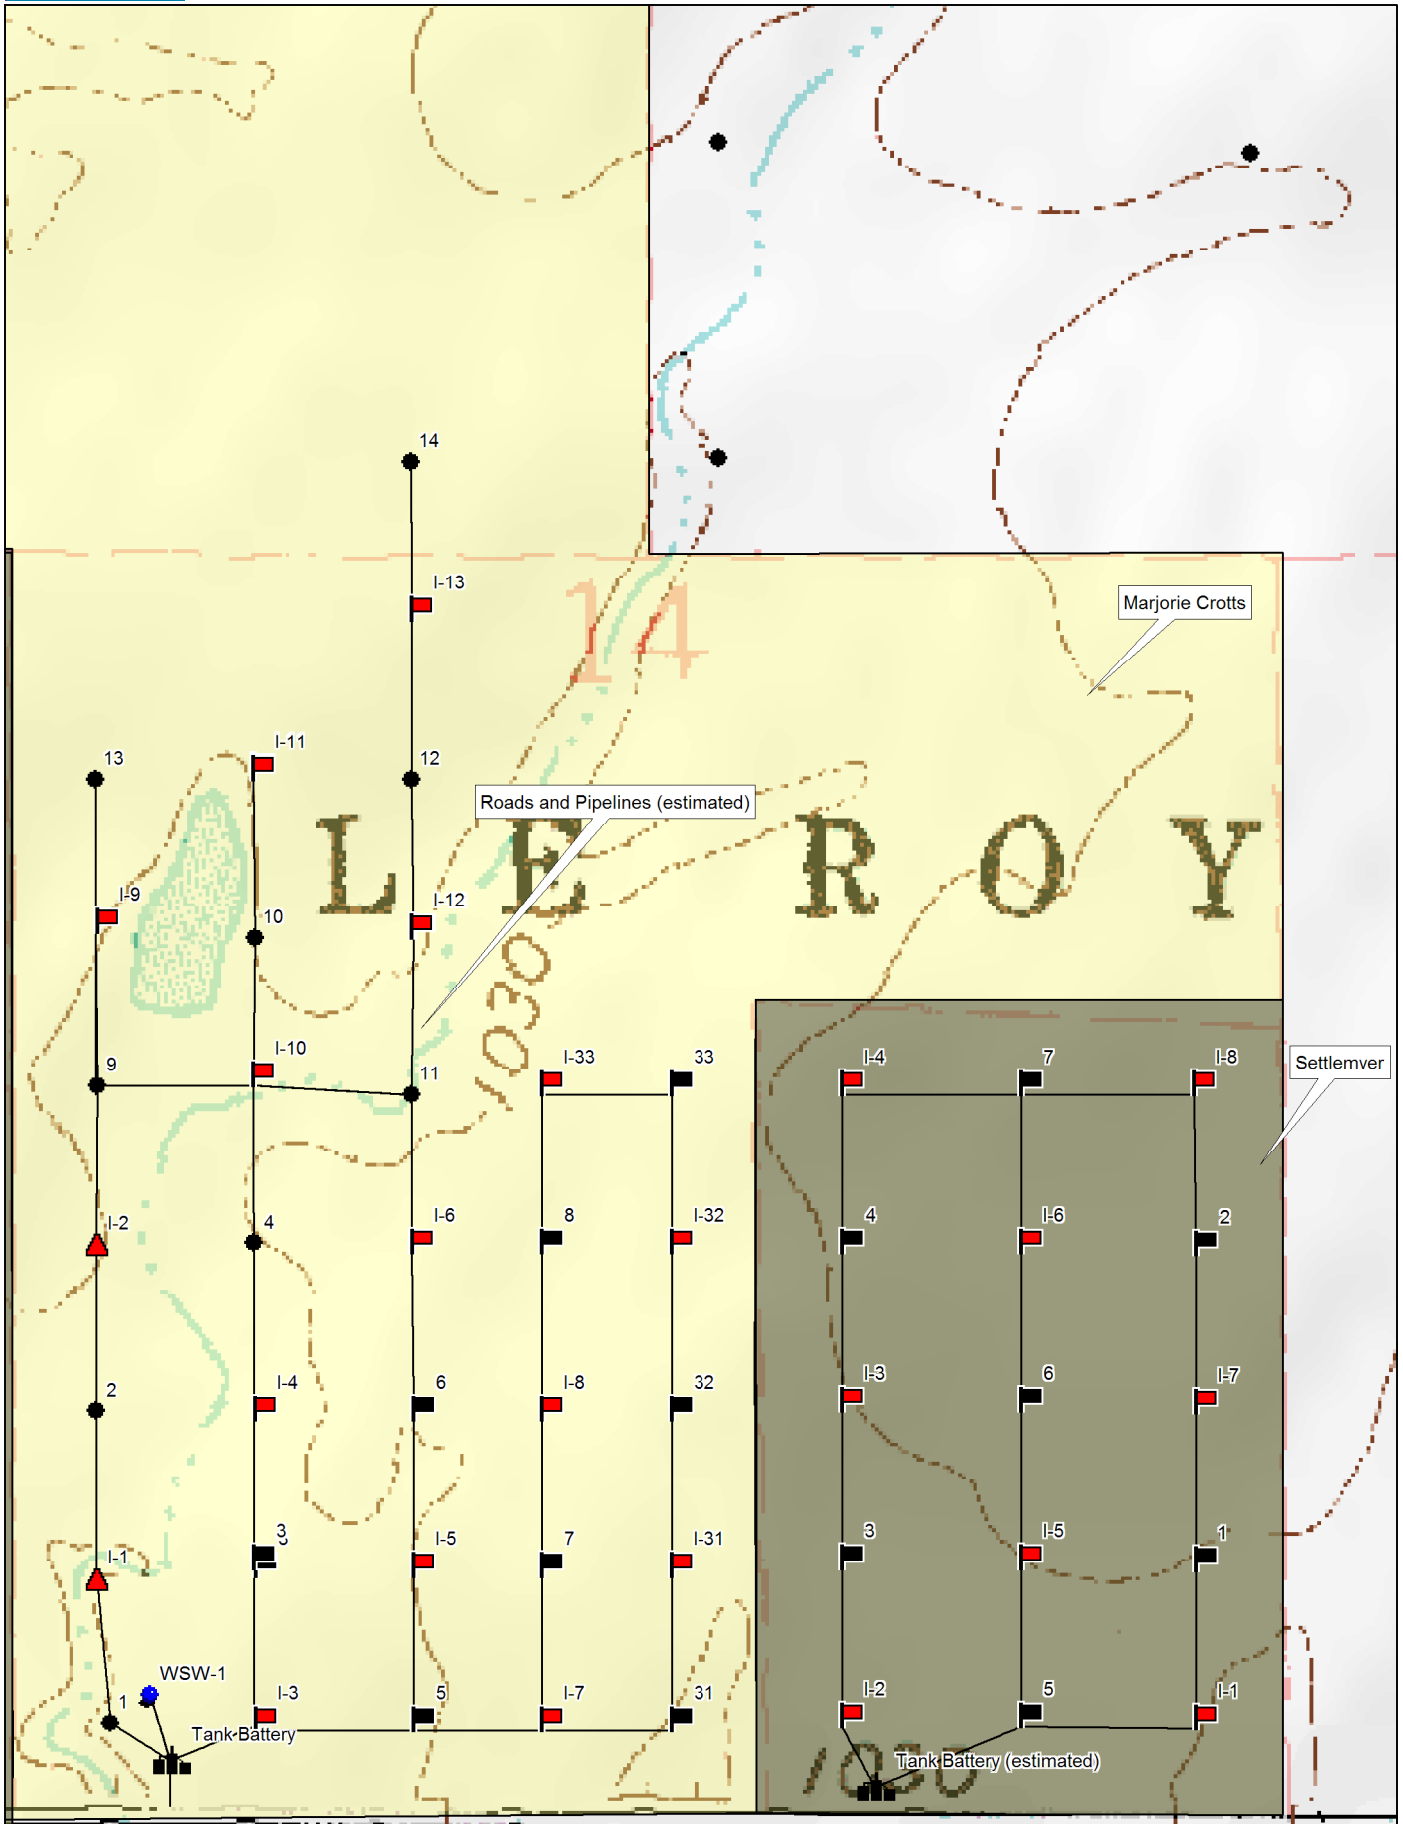 14
I-13
14
Marjorie Crotts
I-11
13
12
Roads and Pipelines (estimated)
L E R O Y
I-9
I-12
10
1030
I-10
9
11
I-33
33
I-4
7
I-8
Settlemver
I-2
4
I-6
8
I-32
4
I-6
2
2
I-4
6
I-8
32
I-3
6
I-7
I-1
3
I-5
7
I-31
3
I-5
1
WSW-1
1
I-3
5
I-7
31
I-2
5
I-1
Tank Battery
Tank Battery (estimated)
1030